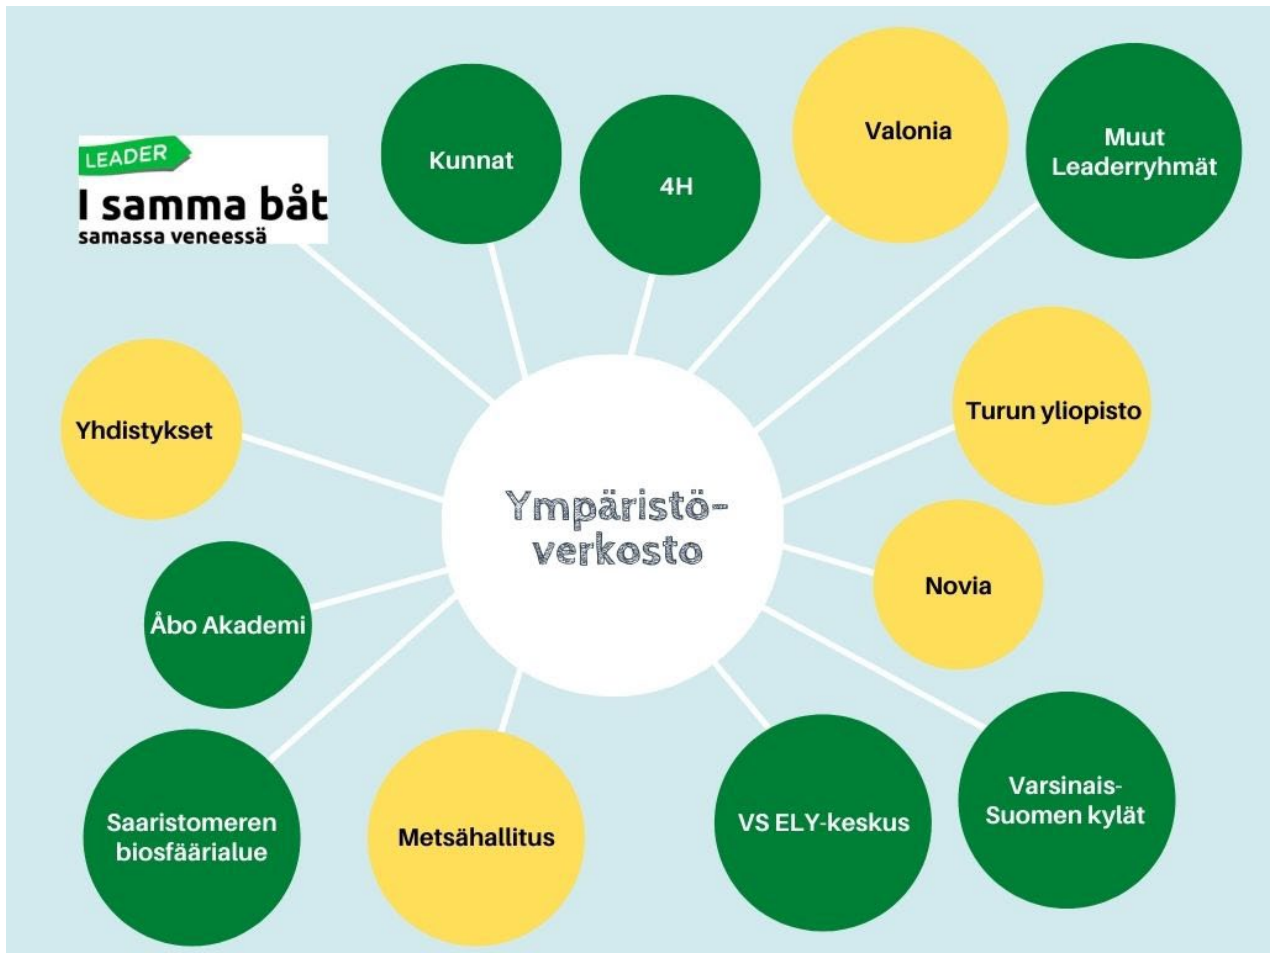 LEADER
I samma båt
samassa veneessä
Kunnat
4H
Valonia
Muut
Leaderryhmät
Yhdistykset
Turun yliopisto
Ympäristö-
verkosto
Novia
Åbo Akademi
Saaristomeren
biosfäärialue
Metsähallitus
VS ELY-keskus
Varsinais-
Suomen kylät